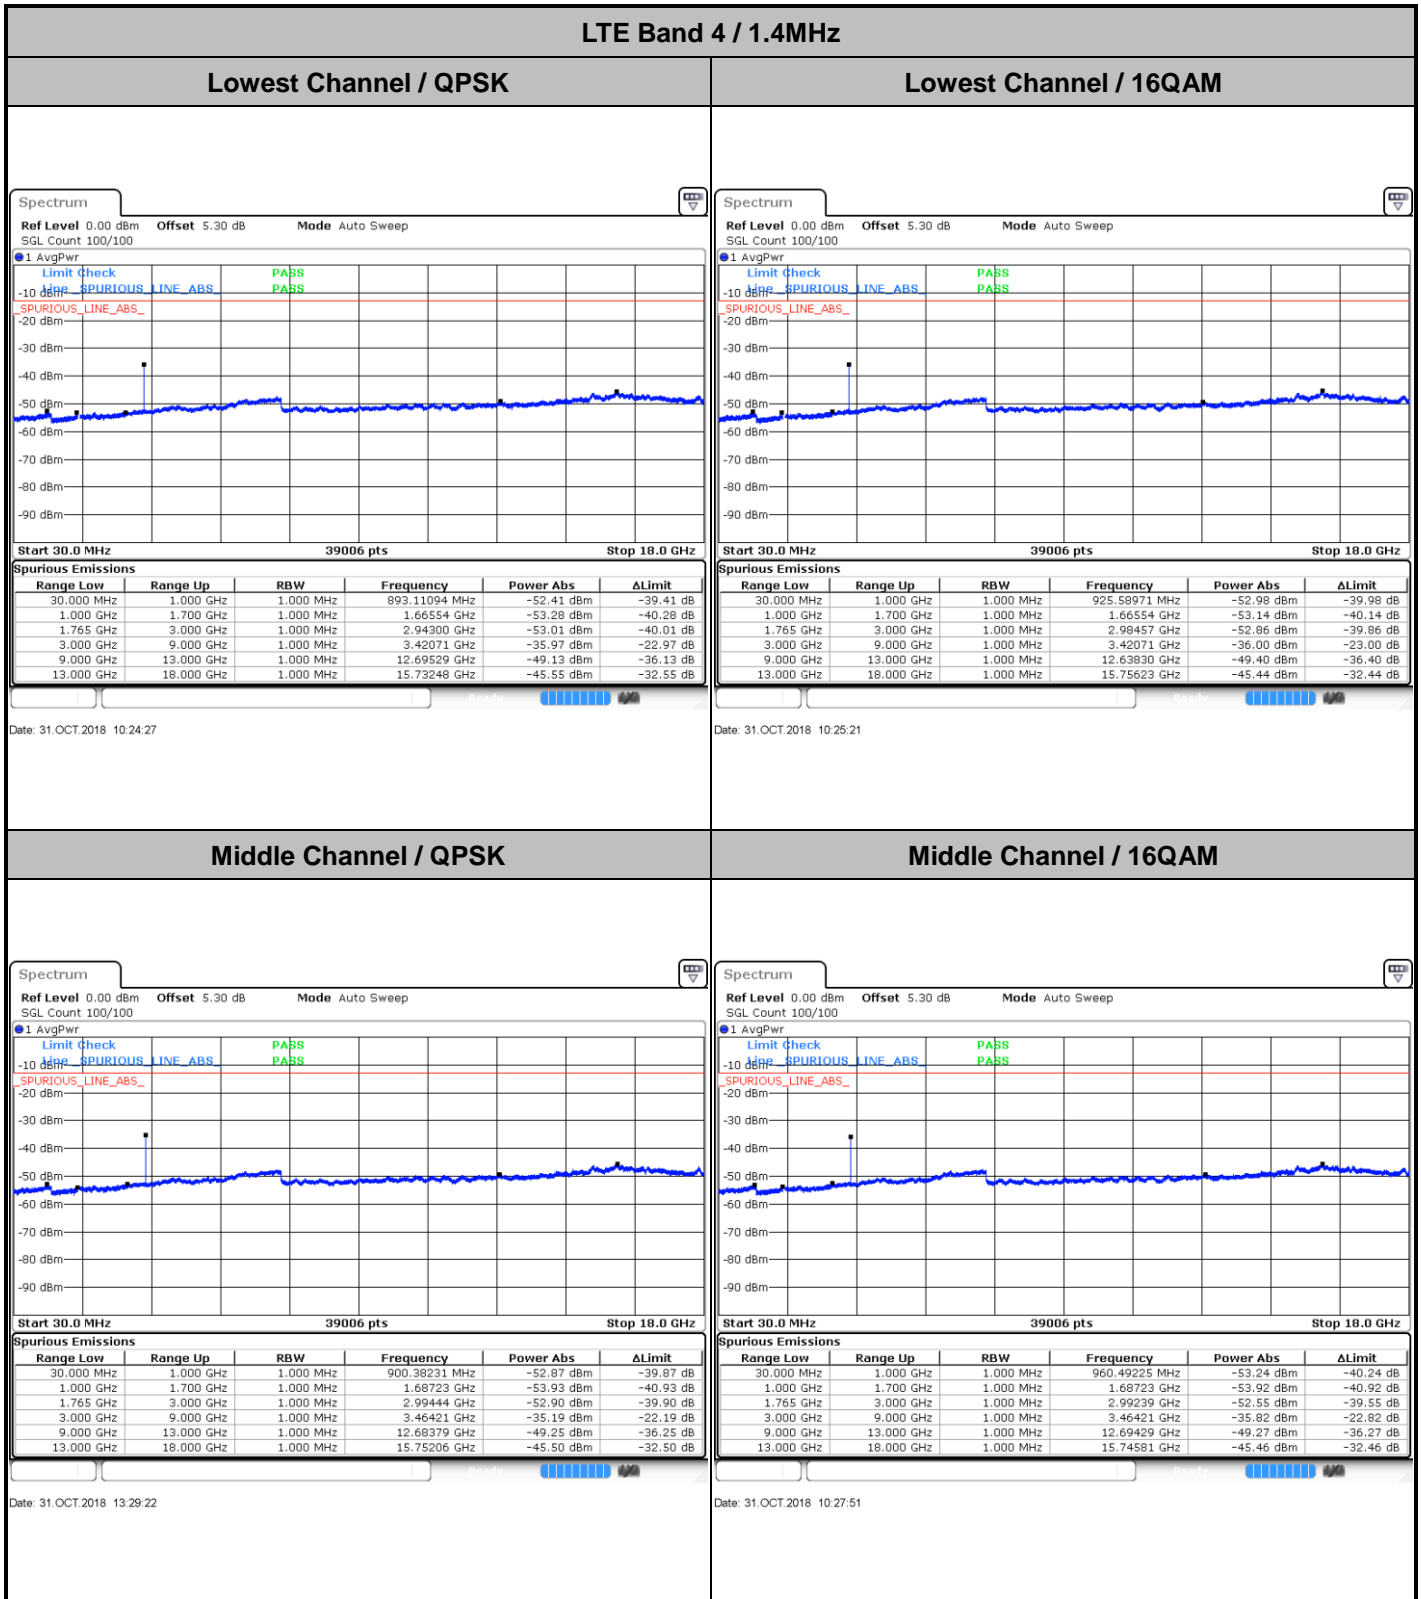 LTE Band 4 / 1.4MHz
Lowest Channel / QPSK
Lowest Channel / 16QAM
Spectrum
Ref Level 0.00 dBm Offset 5.30 dB Mode Auto Sweep
SGL Count 100/100
1 AvgPwr
Limit Check PASS
-10 dBm Line _SPURIOUS_LINE_ABS_ PASS
_SPURIOUS_LINE_ABS_
-20 dBm
-30 dBm
-40 dBm
-50 dBm
-60 dBm
-70 dBm
-80 dBm
-90 dBm
Start 30.0 MHz 39006 pts Stop 18.0 GHz
Spurious Emissions
Range Low Range Up RBW Frequency Power Abs ΔLimit
30.000 MHz 1.000 GHz 1.000 MHz 893.11094 MHz -52.41 dBm -39.41 dB
1.000 GHz 1.700 GHz 1.000 MHz 1.66554 GHz -53.28 dBm -40.28 dB
1.765 GHz 3.000 GHz 1.000 MHz 2.94300 GHz -53.01 dBm -40.01 dB
3.000 GHz 9.000 GHz 1.000 MHz 3.42071 GHz -35.97 dBm -22.97 dB
9.000 GHz 13.000 GHz 1.000 MHz 12.69529 GHz -49.13 dBm -36.13 dB
13.000 GHz 18.000 GHz 1.000 MHz 15.73248 GHz -45.55 dBm -32.55 dB
Ready
Date: 31.OCT.2018 10:24:27
Spectrum
Ref Level 0.00 dBm Offset 5.30 dB Mode Auto Sweep
SGL Count 100/100
1 AvgPwr
Limit Check PASS
-10 dBm Line _SPURIOUS_LINE_ABS_ PASS
_SPURIOUS_LINE_ABS_
-20 dBm
-30 dBm
-40 dBm
-50 dBm
-60 dBm
-70 dBm
-80 dBm
-90 dBm
Start 30.0 MHz 39006 pts Stop 18.0 GHz
Spurious Emissions
Range Low Range Up RBW Frequency Power Abs ΔLimit
30.000 MHz 1.000 GHz 1.000 MHz 925.58971 MHz -52.98 dBm -39.98 dB
1.000 GHz 1.700 GHz 1.000 MHz 1.66554 GHz -53.14 dBm -40.14 dB
1.765 GHz 3.000 GHz 1.000 MHz 2.98457 GHz -52.86 dBm -39.86 dB
3.000 GHz 9.000 GHz 1.000 MHz 3.42071 GHz -36.00 dBm -23.00 dB
9.000 GHz 13.000 GHz 1.000 MHz 12.63830 GHz -49.40 dBm -36.40 dB
13.000 GHz 18.000 GHz 1.000 MHz 15.75623 GHz -45.44 dBm -32.44 dB
Ready
Date: 31.OCT.2018 10:25:21
Middle Channel / QPSK
Middle Channel / 16QAM
Spectrum
Ref Level 0.00 dBm Offset 5.30 dB Mode Auto Sweep
SGL Count 100/100
1 AvgPwr
Limit Check PASS
-10 dBm Line _SPURIOUS_LINE_ABS_ PASS
_SPURIOUS_LINE_ABS_
-20 dBm
-30 dBm
-40 dBm
-50 dBm
-60 dBm
-70 dBm
-80 dBm
-90 dBm
Start 30.0 MHz 39006 pts Stop 18.0 GHz
Spurious Emissions
Range Low Range Up RBW Frequency Power Abs ΔLimit
30.000 MHz 1.000 GHz 1.000 MHz 900.38231 MHz -52.87 dBm -39.87 dB
1.000 GHz 1.700 GHz 1.000 MHz 1.68723 GHz -53.93 dBm -40.93 dB
1.765 GHz 3.000 GHz 1.000 MHz 2.99444 GHz -52.90 dBm -39.90 dB
3.000 GHz 9.000 GHz 1.000 MHz 3.46421 GHz -35.19 dBm -22.19 dB
9.000 GHz 13.000 GHz 1.000 MHz 12.68379 GHz -49.25 dBm -36.25 dB
13.000 GHz 18.000 GHz 1.000 MHz 15.75206 GHz -45.50 dBm -32.50 dB
Ready
Date: 31.OCT.2018 13:29:22
Spectrum
Ref Level 0.00 dBm Offset 5.30 dB Mode Auto Sweep
SGL Count 100/100
1 AvgPwr
Limit Check PASS
-10 dBm Line _SPURIOUS_LINE_ABS_ PASS
_SPURIOUS_LINE_ABS_
-20 dBm
-30 dBm
-40 dBm
-50 dBm
-60 dBm
-70 dBm
-80 dBm
-90 dBm
Start 30.0 MHz 39006 pts Stop 18.0 GHz
Spurious Emissions
Range Low Range Up RBW Frequency Power Abs ΔLimit
30.000 MHz 1.000 GHz 1.000 MHz 960.49225 MHz -53.24 dBm -40.24 dB
1.000 GHz 1.700 GHz 1.000 MHz 1.68723 GHz -53.92 dBm -40.92 dB
1.765 GHz 3.000 GHz 1.000 MHz 2.99239 GHz -52.55 dBm -39.55 dB
3.000 GHz 9.000 GHz 1.000 MHz 3.46421 GHz -35.82 dBm -22.82 dB
9.000 GHz 13.000 GHz 1.000 MHz 12.69429 GHz -49.27 dBm -36.27 dB
13.000 GHz 18.000 GHz 1.000 MHz 15.74581 GHz -45.46 dBm -32.46 dB
Ready
Date: 31.OCT.2018 10:27:51